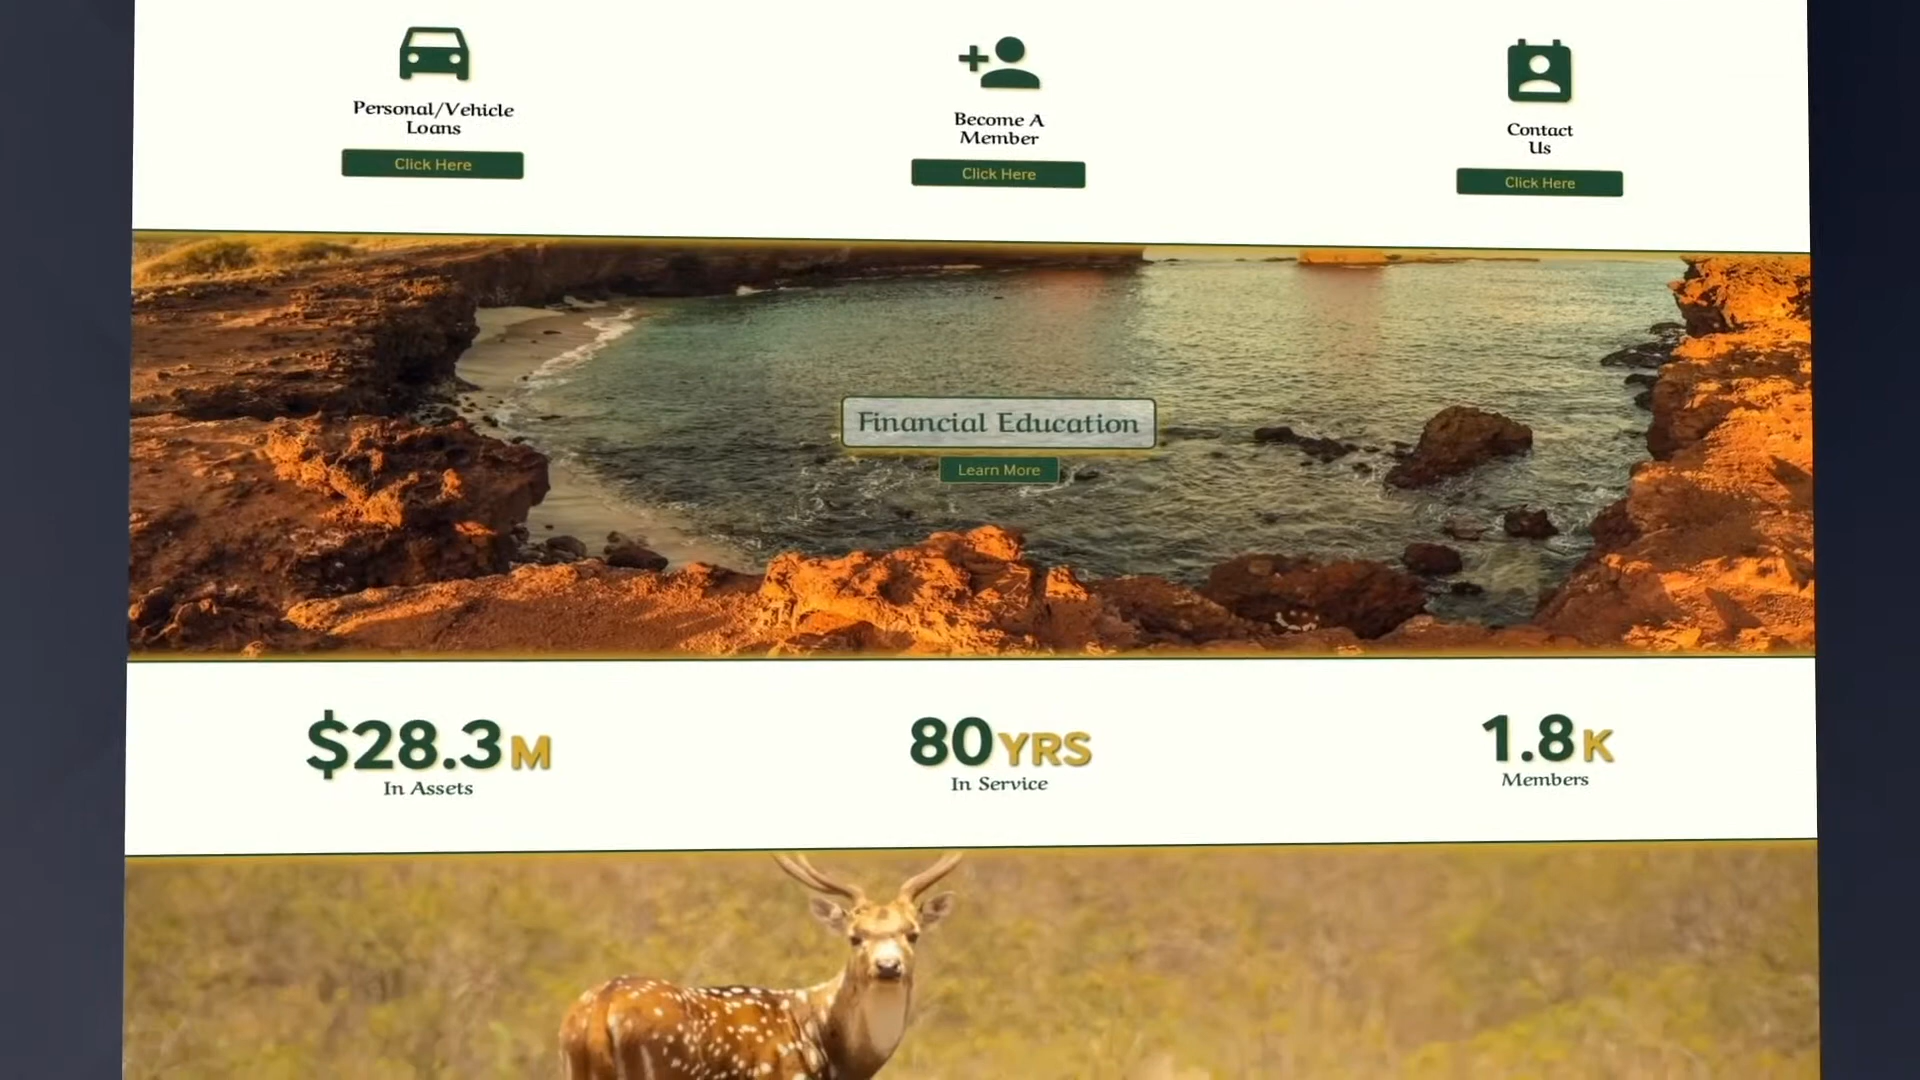 Personal/Vehicle
Loans
Click Here
Become A
Member
Click Here
Contact
Us
Click Here
Financial Education
Learn More
$28.3M
In Assets
80YRS
In Service
1.8K
Members